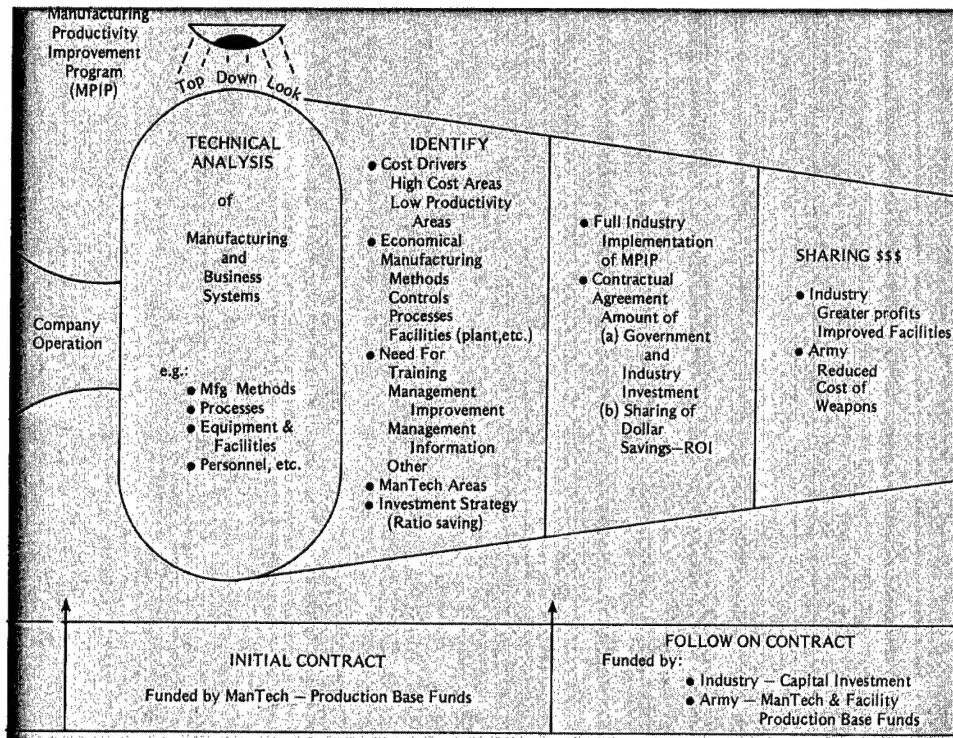 Manufacturing
Productivity
Improvement
Program
(MPIP)
Top Down Look
TECHNICAL
ANALYSIS
of
Manufacturing
and
Business
Systems
e.g.:
● Mfg Methods
● Processes
● Equipment &
Facilities
● Personnel, etc.
Company
Operation
IDENTIFY
● Cost Drivers
High Cost Areas
Low Productivity
Areas
● Economical
Manufacturing
Methods
Controls
Processes
Facilities (plant,etc.)
● Need For
Training
Management
Improvement
Management
Information
Other
● ManTech Areas
● Investment Strategy
(Ratio saving)
● Full Industry
Implementation
of MPIP
● Contractual
Agreement
Amount of
(a) Government
and
Industry
Investment
(b) Sharing of
Dollar
Savings—ROI
SHARING $$$
● Industry
Greater profits
Improved Facilities
● Army
Reduced
Cost of
Weapons
INITIAL CONTRACT
Funded by ManTech — Production Base Funds
FOLLOW ON CONTRACT
Funded by:
● Industry — Capital Investment
● Army — ManTech & Facility
Production Base Funds